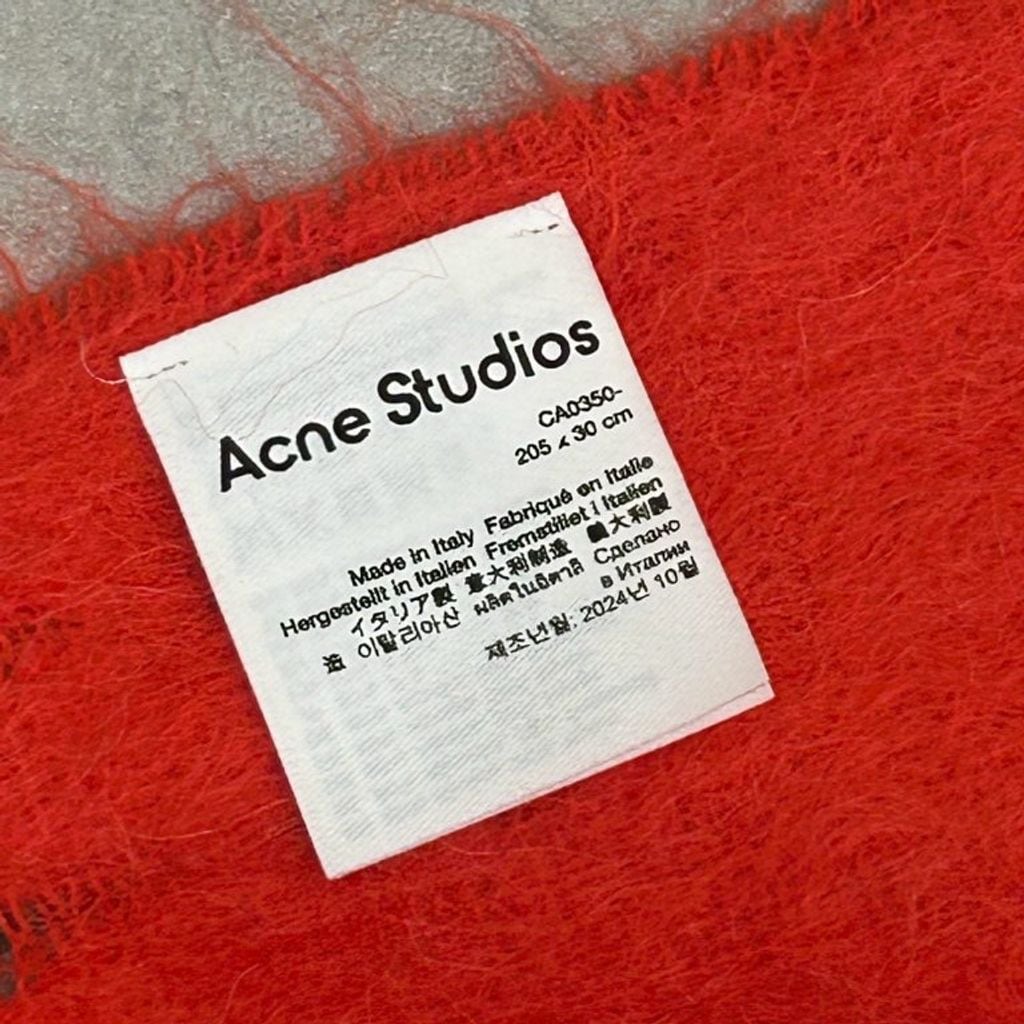 Acne Studios
CA0350-
205 x 30 cm
Made in Italy Fabriqué en Italie
Hergestellt in Italien Fremstillet i Italien
イタリア製 意大利制造 義大利製
造 이탈리아산 ผลิตในอิตาลี Сделано
в Италии
제조년월: 2024년 10월